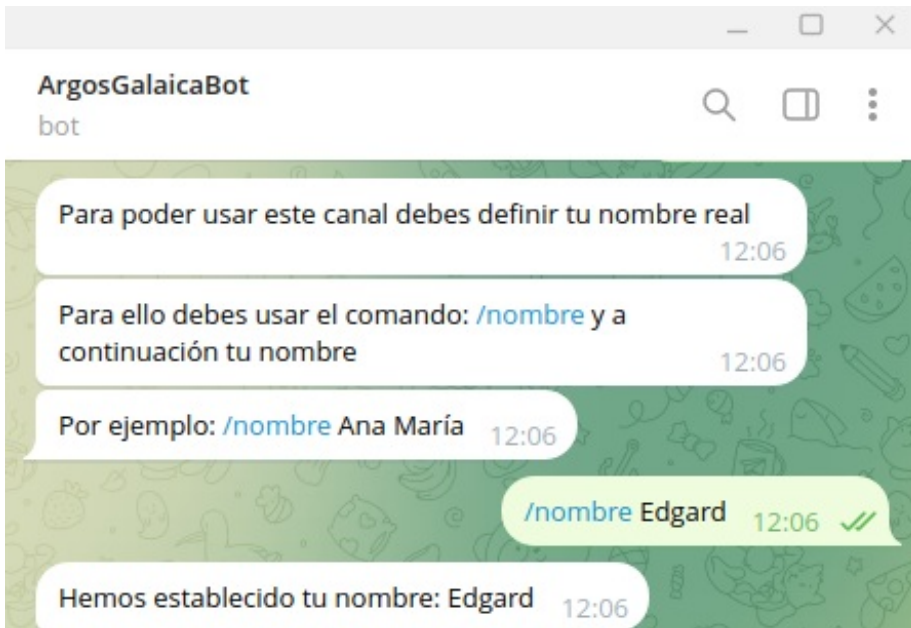 ArgosGalaicaBot
bot
Para poder usar este canal debes definir tu nombre real
12:06
Para ello debes usar el comando: /nombre y a
continuación tu nombre
12:06
Por ejemplo: /nombre Ana María 12:06
/nombre Edgard 12:06
Hemos establecido tu nombre: Edgard 12:06